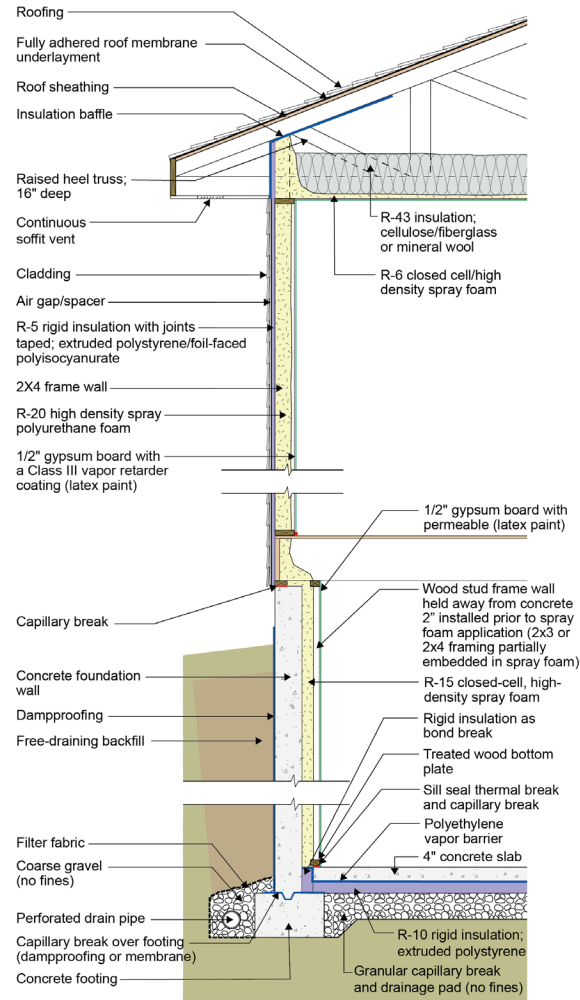 Roofing
Fully adhered roof membrane
underlayment
Roof sheathing
Insulation baffle
Raised heel truss;
16" deep
Continuous
soffit vent
R-43 insulation;
cellulose/fiberglass
or mineral wool
R-6 closed cell/high
density spray foam
Cladding
Air gap/spacer
R-5 rigid insulation with joints
taped; extruded polystyrene/foil-faced
polyisocyanurate
2X4 frame wall
R-20 high density spray
polyurethane foam
1/2" gypsum board with
a Class III vapor retarder
coating (latex paint)
1/2" gypsum board with
permeable (latex paint)
Wood stud frame wall
held away from concrete
2” installed prior to spray
foam application (2x3 or
2x4 framing partially
embedded in spray foam)
Capillary break
Concrete foundation
wall
R-15 closed-cell, high-
density spray foam
Dampproofing
Free-draining backfill
Rigid insulation as
bond break
Treated wood bottom
plate
Sill seal thermal break
and capillary break
Polyethylene
vapor barrier
4" concrete slab
Filter fabric
Coarse gravel
(no fines)
Perforated drain pipe
Capillary break over footing
(dampproofing or membrane)
Concrete footing
R-10 rigid insulation;
extruded polystyrene
Granular capillary break
and drainage pad (no fines)